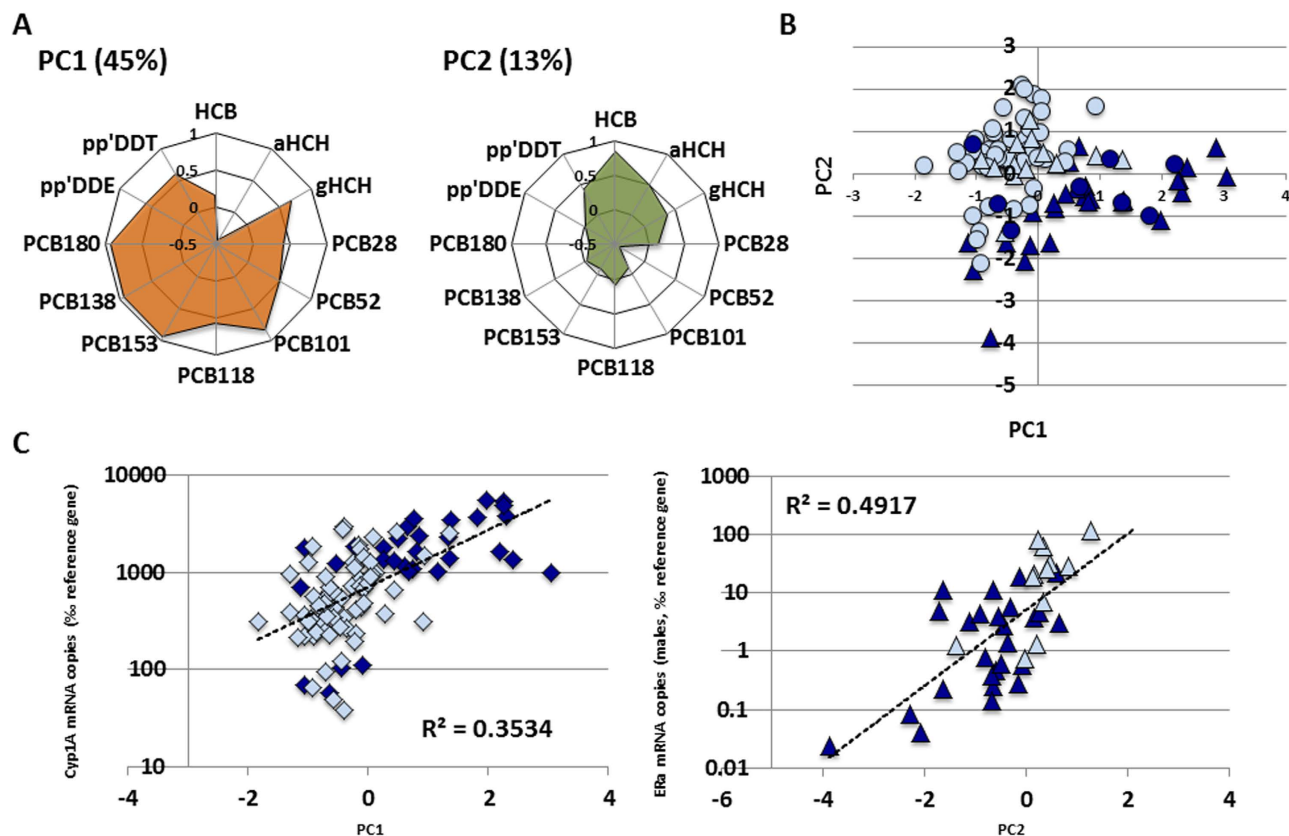 A
PC1 (45%)
HCB
aHCH
gHCH
PCB28
PCB52
PCB101
PCB118
PCB153
PCB138
PCB180
pp'DDE
pp'DDT
1
0.5
0
-0.5
PC2 (13%)
HCB
aHCH
gHCH
PCB28
PCB52
PCB101
PCB118
PCB153
PCB138
PCB180
pp'DDE
pp'DDT
1
0.5
0
-0.5
B
PC2
3
2
1
0
-1
-2
-3
-4
-5
-3 -2 -1 0 1 2 3 4
PC1
C
Cyp1A mRNA copies (‰ reference gene)
10000
1000
100
10
R² = 0.3534
-4 -2 0 2 4
PC1
ERa mRNA copies (males, ‰ reference gene)
1000
100
10
1
0.1
0.01
R² = 0.4917
-6 -4 -2 0 2 4
PC2